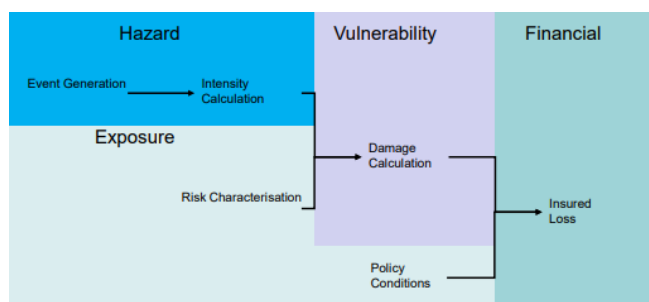 Hazard
Vulnerability
Financial
Event Generation
Intensity
Calculation
Exposure
Damage
Calculation
Risk Characterisation
Insured
Loss
Policy
Conditions